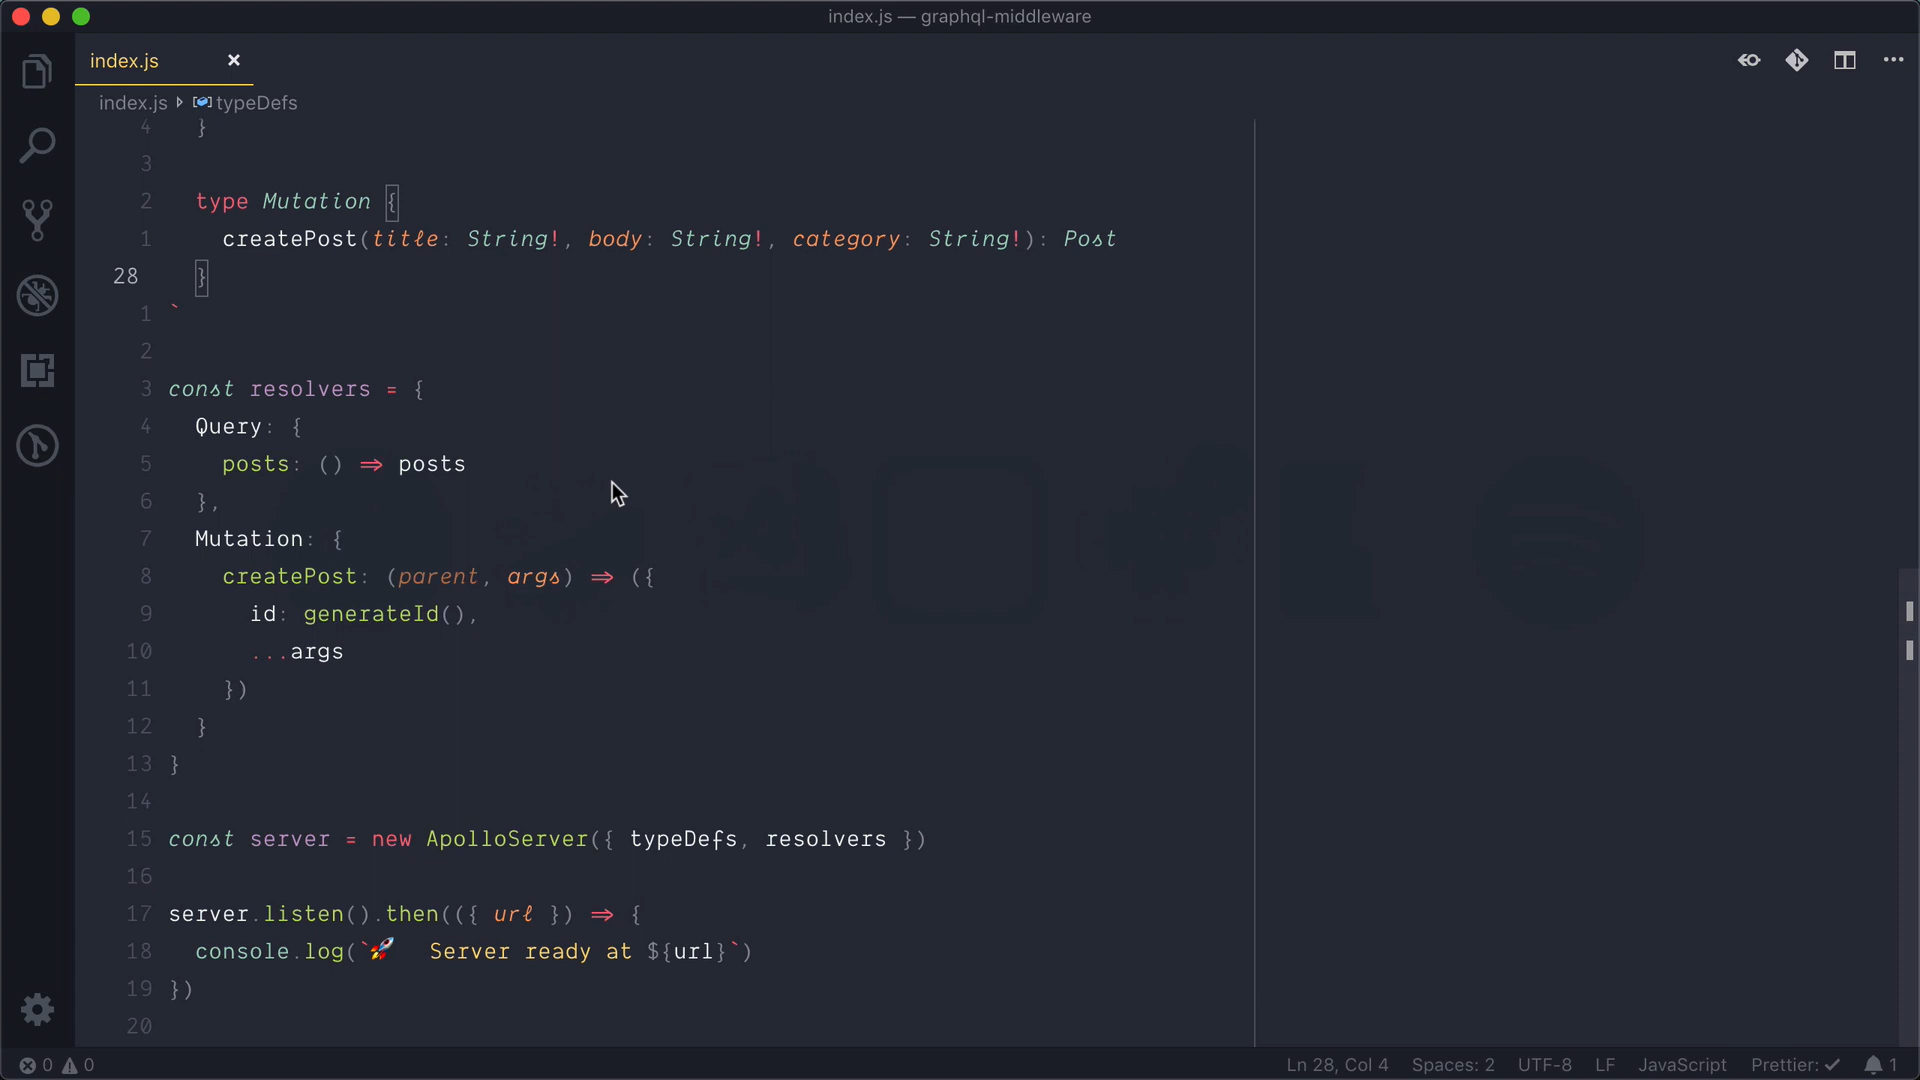 index.js — graphql-middleware
index.js
index.js typeDefs
4 }
3
2 type Mutation {
1 createPost(title: String!, body: String!, category: String!): Post
28 }
1 `
2
3 const resolvers = {
4 Query: {
5 posts: () => posts
6 },
7 Mutation: {
8 createPost: (parent, args) => ({
9 id: generateId(),
10 ...args
11 })
12 }
13 }
14
15 const server = new ApolloServer({ typeDefs, resolvers })
16
17 server.listen().then(({ url }) => {
18 console.log(`🚀 Server ready at ${url}`)
19 })
20
0 0 Ln 28, Col 4 Spaces: 2 UTF-8 LF JavaScript Prettier: ✓ 1